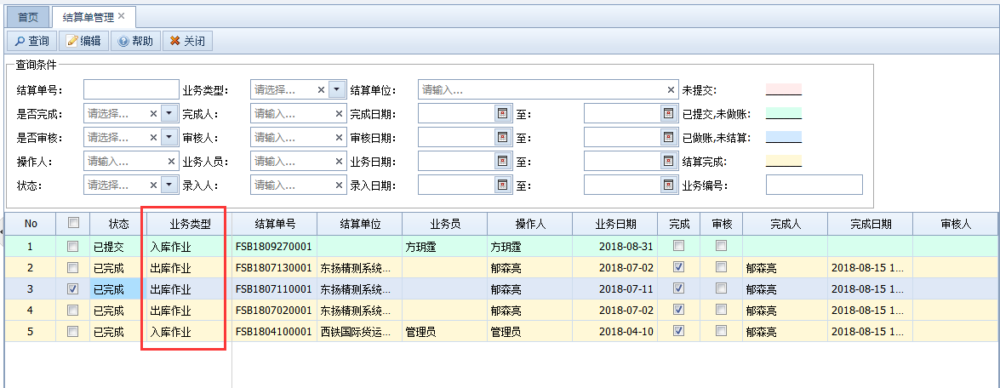 首页 结算单管理
查询 编辑 帮助 关闭
查询条件
结算单号： 业务类型： 请选择... 结算单位： 请输入... 未提交:
是否完成： 请选择... 完成人： 请输入... 完成日期： 至： 已提交,未做账:
是否审核： 请选择... 审核人： 请输入... 审核日期： 至： 已做账,未结算:
操作人： 请输入... 业务人员： 请输入... 业务日期： 至： 结算完成:
状态： 请选择... 录入人： 请输入... 录入日期： 至： 业务编号:
No 状态 业务类型 结算单号 结算单位 业务员 操作人 业务日期 完成 审核 完成人 完成日期 审核人
1 已提交 入库作业 FSB1809270001 方玥霆 方玥霆 2018-08-31
2 已完成 出库作业 FSB1807130001 东扬精测系统... 郁森亮 2018-07-02 郁森亮 2018-08-15 1...
3 已完成 出库作业 FSB1807110001 东扬精测系统... 郁森亮 2018-07-11 郁森亮 2018-08-15 1...
4 已完成 出库作业 FSB1807020001 东扬精测系统... 郁森亮 2018-07-02 郁森亮 2018-08-15 1...
5 已完成 入库作业 FSB1804100001 西铁国际货运... 管理员 管理员 2018-04-10 郁森亮 2018-08-15 1...